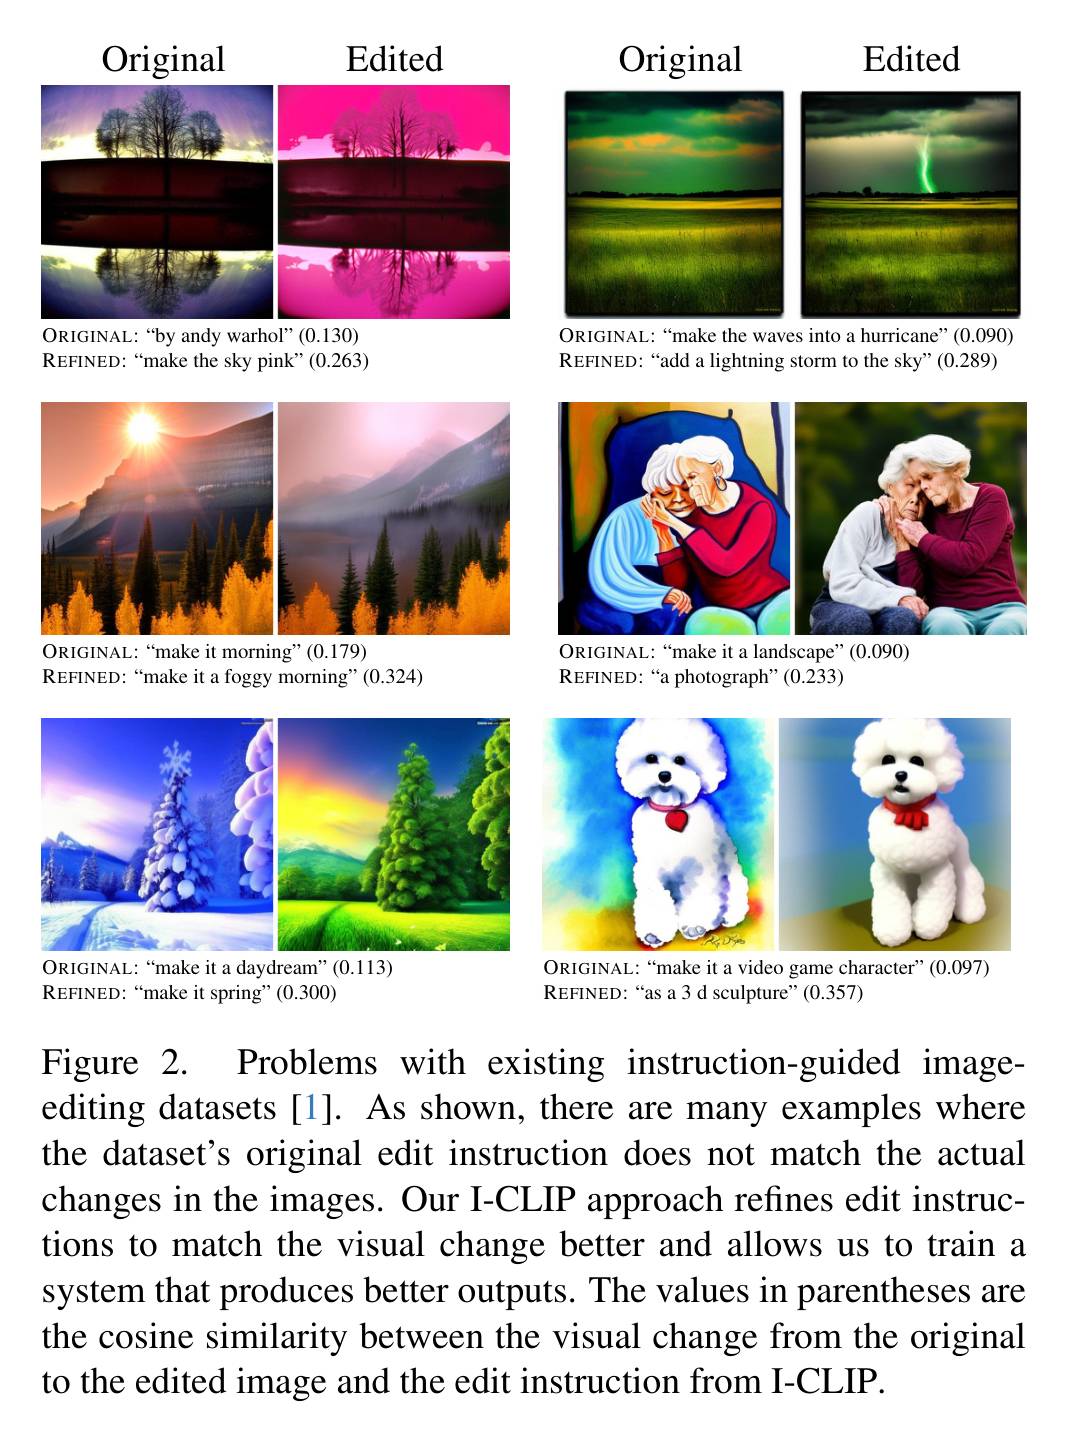 Original Edited Original Edited
ORIGINAL: “by andy warhol” (0.130)
REFINED: “make the sky pink” (0.263)
ORIGINAL: “make the waves into a hurricane” (0.090)
REFINED: “add a lightning storm to the sky” (0.289)
ORIGINAL: “make it morning” (0.179)
REFINED: “make it a foggy morning” (0.324)
ORIGINAL: “make it a landscape” (0.090)
REFINED: “a photograph” (0.233)
ORIGINAL: “make it a daydream” (0.113)
REFINED: “make it spring” (0.300)
ORIGINAL: “make it a video game character” (0.097)
REFINED: “as a 3 d sculpture” (0.357)
Figure 2. Problems with existing instruction-guided image-
editing datasets [1]. As shown, there are many examples where
the dataset’s original edit instruction does not match the actual
changes in the images. Our I-CLIP approach refines edit instruc-
tions to match the visual change better and allows us to train a
system that produces better outputs. The values in parentheses are
the cosine similarity between the visual change from the original
to the edited image and the edit instruction from I-CLIP.